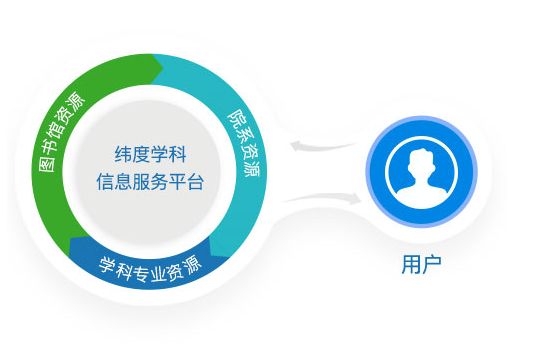 图书馆资源
院系资源
纬度学科
信息服务平台
学科专业资源
用户